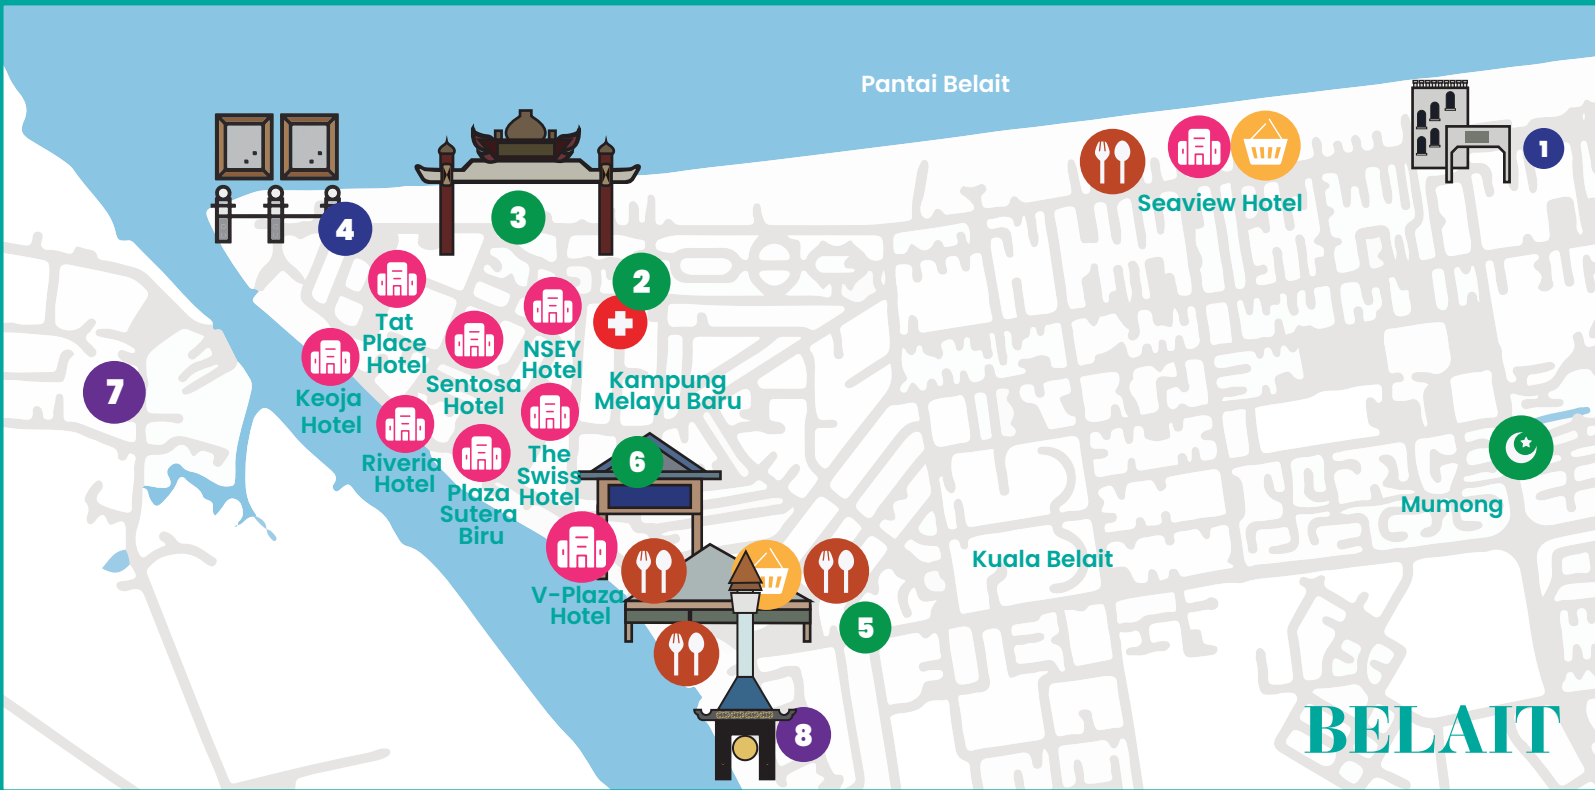 Pantai Belait
1
Seaview Hotel
4
3
2
Tat
Place
Hotel
NSEY
Hotel
Sentosa
Hotel
Keoja
Hotel
7
Kampung
Melayu Baru
Riveria
Hotel
The
Swiss
Hotel
6
Plaza
Sutera
Biru
Mumong
Kuala Belait
V-Plaza
Hotel
5
8
BELAIT